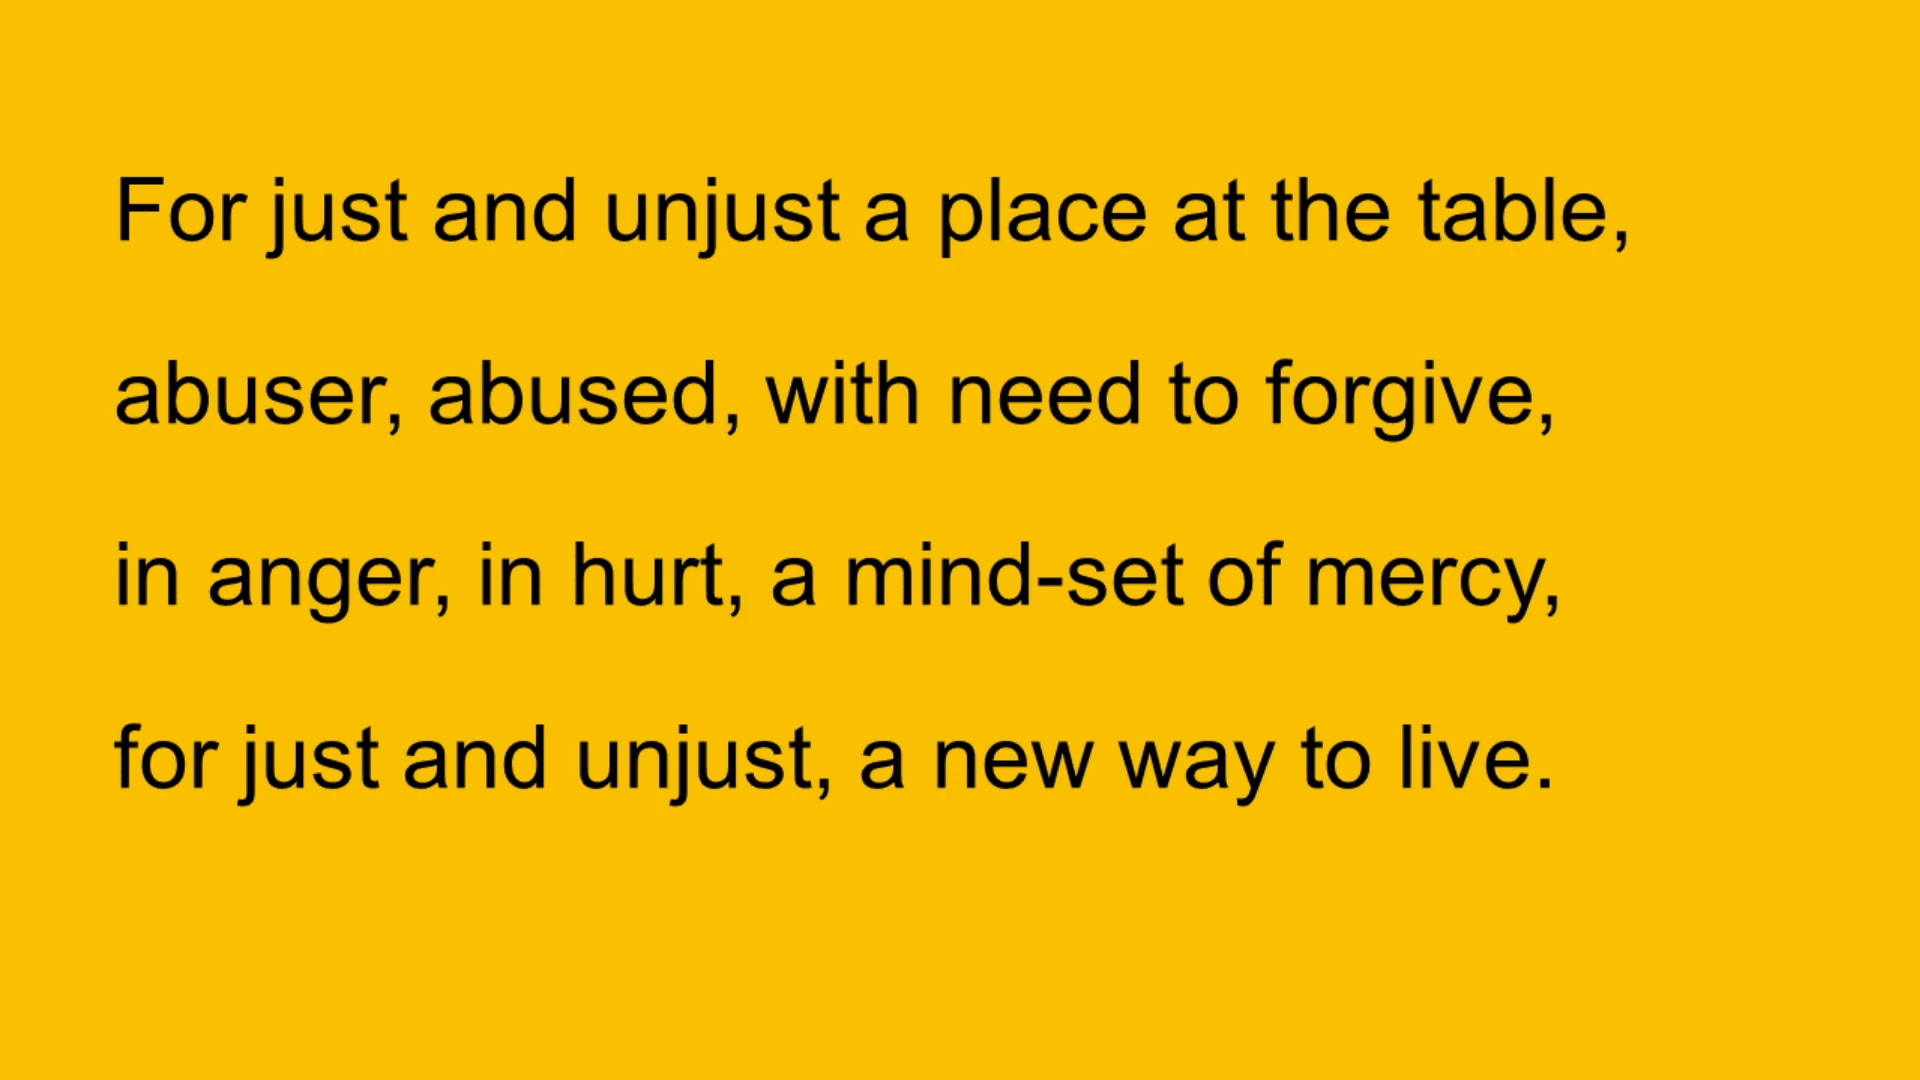 For just and unjust a place at the table,
abuser, abused, with need to forgive,
in anger, in hurt, a mind-set of mercy,
for just and unjust, a new way to live.